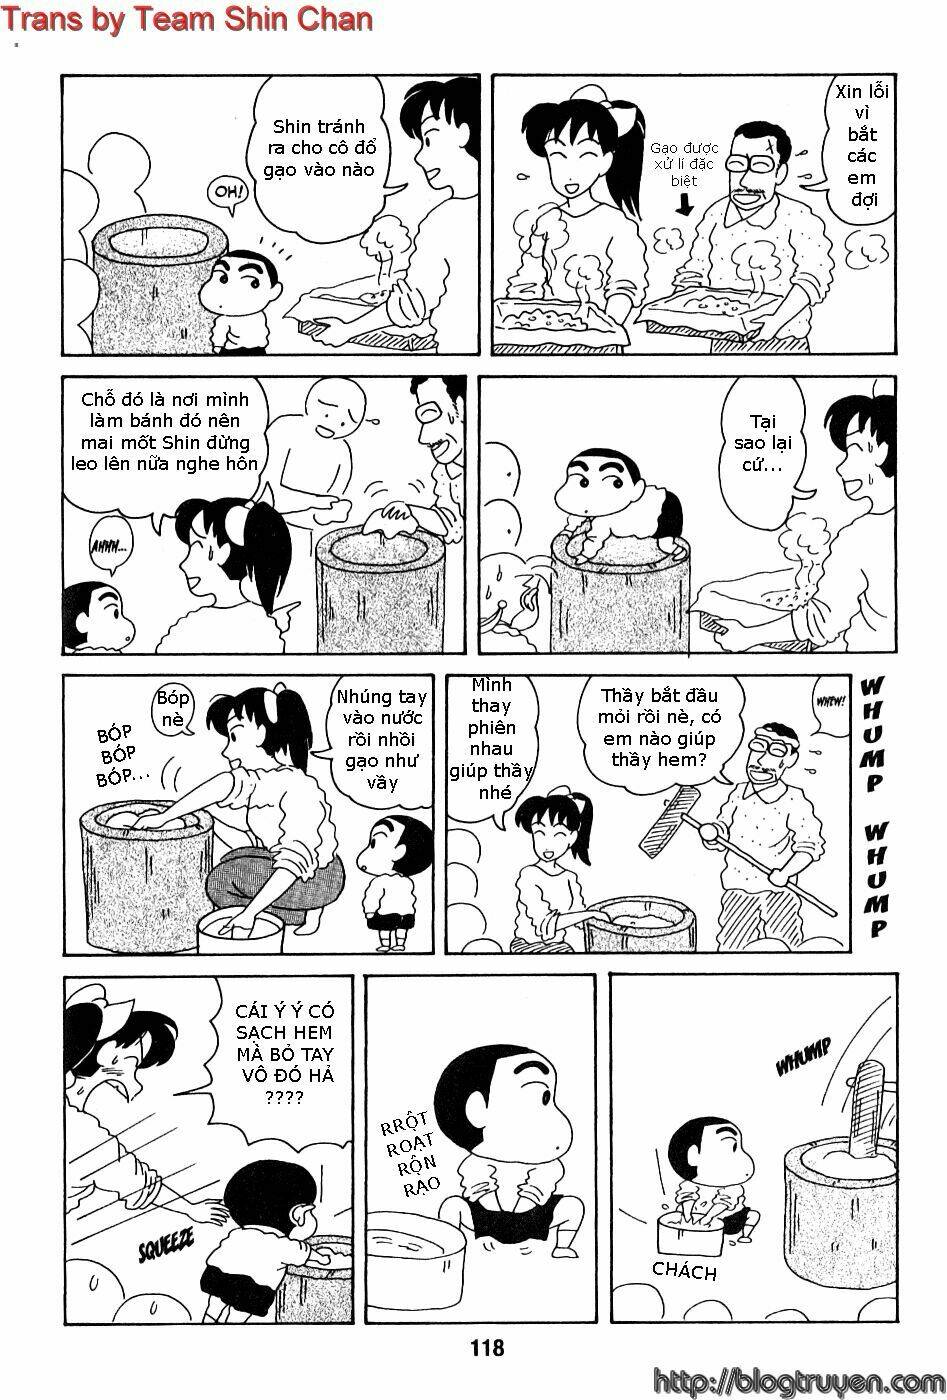 Trans by Team Shin Chan
Xin lỗi
vì
bắt
các
em
đợi
Gạo được
xử lí đặc
biệt
Shin tránh
ra cho cô đổ
gạo vào nào
OH!
Tại
sao lại
cứ...
Chỗ đó là nơi mình
làm bánh đó nên
mai mốt Shin đừng
leo lên nữa nghe hôn
AHHH...
WHUMP WHUMP
WHEW!
Thầy bắt đầu
mỏi rồi nè, có
em nào giúp
thầy hem?
Mình
thay
phiên
nhau
giúp thầy
nhé
Nhúng tay
vào nước
rồi nhồi
gạo như
vầy
Bóp
nè
BÓP
BÓP
BÓP...
WHUMP
CHÁCH
RRỘT
ROẠT
RỘN
RẠO
CÁI Ý Ý CÓ
SẠCH HEM
MÀ BỎ TAY
VÔ ĐÓ HẢ
????
SQUEEZE
118
http://blogtruyen.com